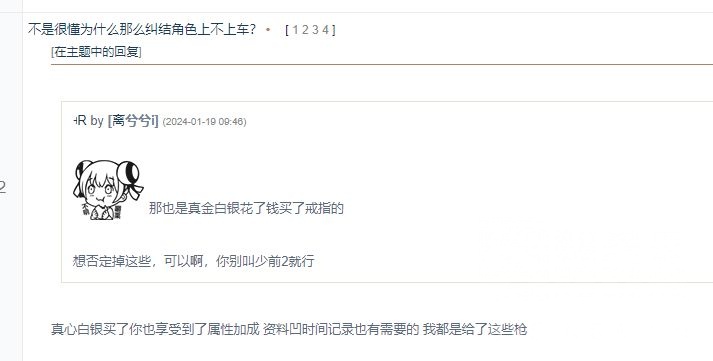 不是很懂为什么那么纠结角色上不上车？ • [ 1 2 3 4 ]
[在主题中的回复]
R by [离兮兮i] (2024-01-19 09:46)
那也是真金白银花了钱买了戒指的
想否定掉这些，可以啊，你别叫少前2就行
真心白银买了你也享受到了属性加成 资料凹时间记录也有需要的 我都是给了这些枪